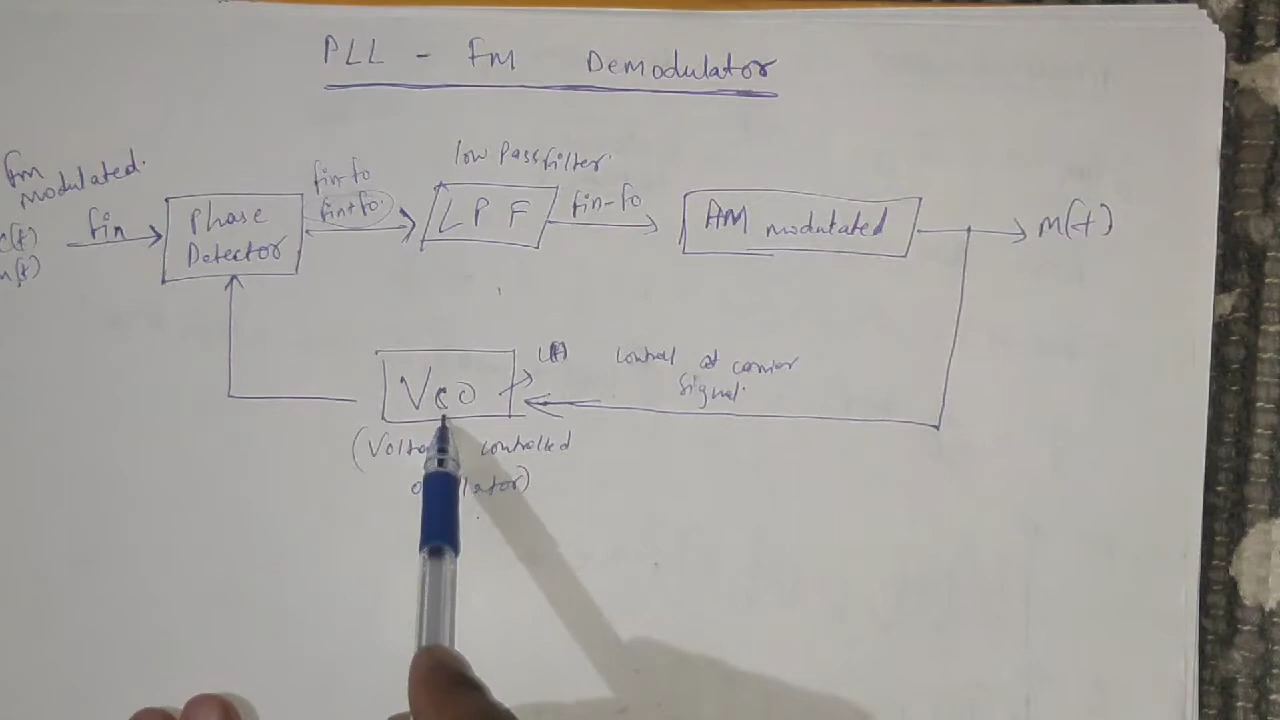 PLL - FM Demodulator
low Pass filter
Fm
modulated
fin-fo
fin+fo
fin
Phase
Detector
LPF
fin-fo
AM modulated
m(t)
c(t)
VCO
control at carrier
signal
controlled